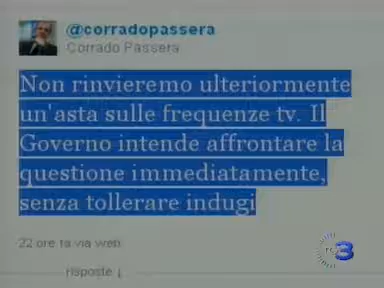 @corradopassera
Corrado Passera
Non rinvieremo ulteriormente
un'asta sulle frequenze tv. Il
Governo intende affrontare la
questione immediatamente,
senza tollerare indugi
22 ore fa via web
risposte ↓
3